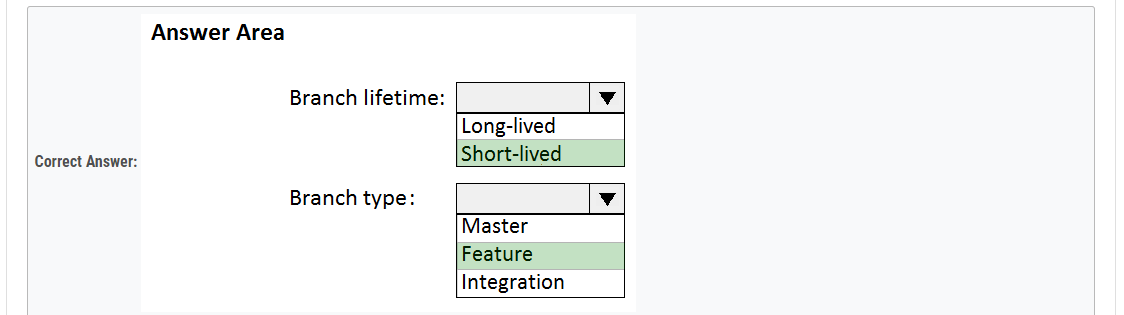 Answer Area
Branch lifetime:
Long-lived
Short-lived
Correct Answer:
Branch type:
Master
Feature
Integration